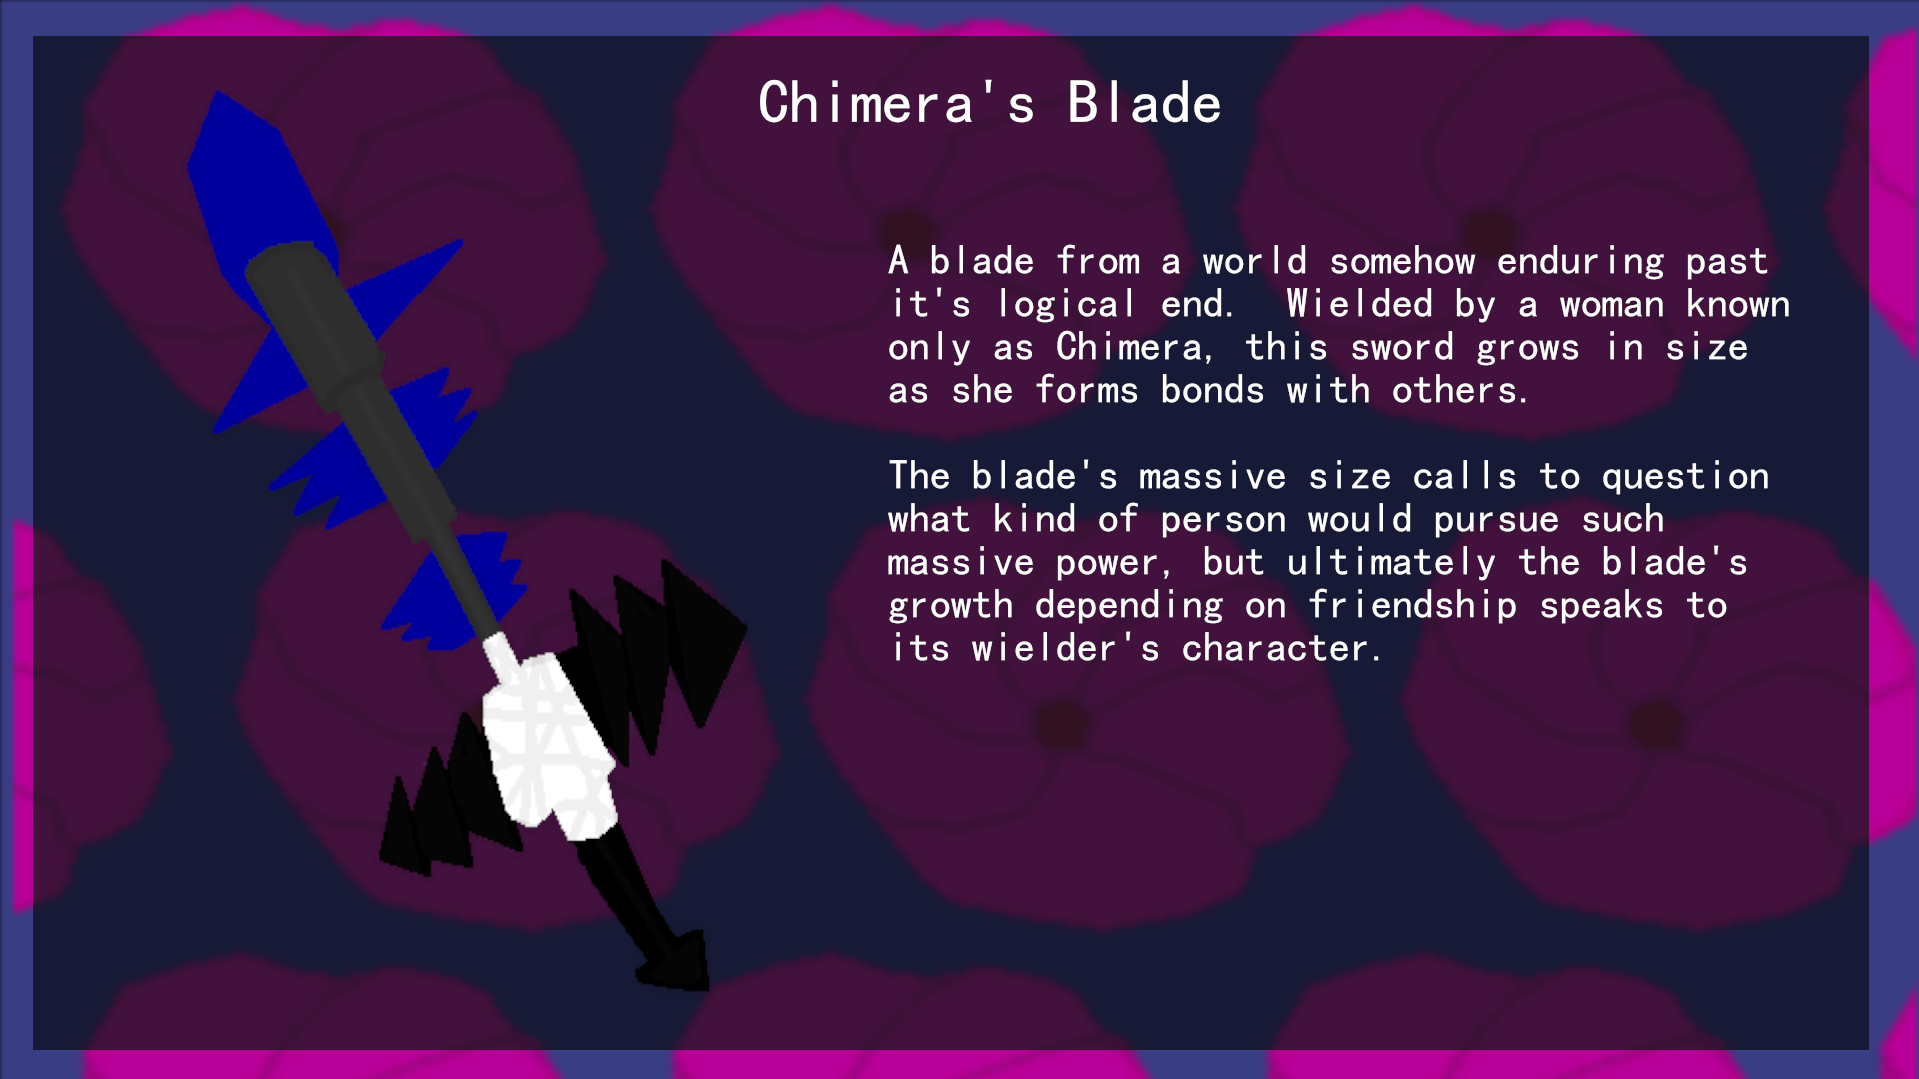 Chimera's Blade
A blade from a world somehow enduring past
it's logical end.  Wielded by a woman known
only as Chimera, this sword grows in size
as she forms bonds with others.
The blade's massive size calls to question
what kind of person would pursue such
massive power, but ultimately the blade's
growth depending on friendship speaks to
its wielder's character.